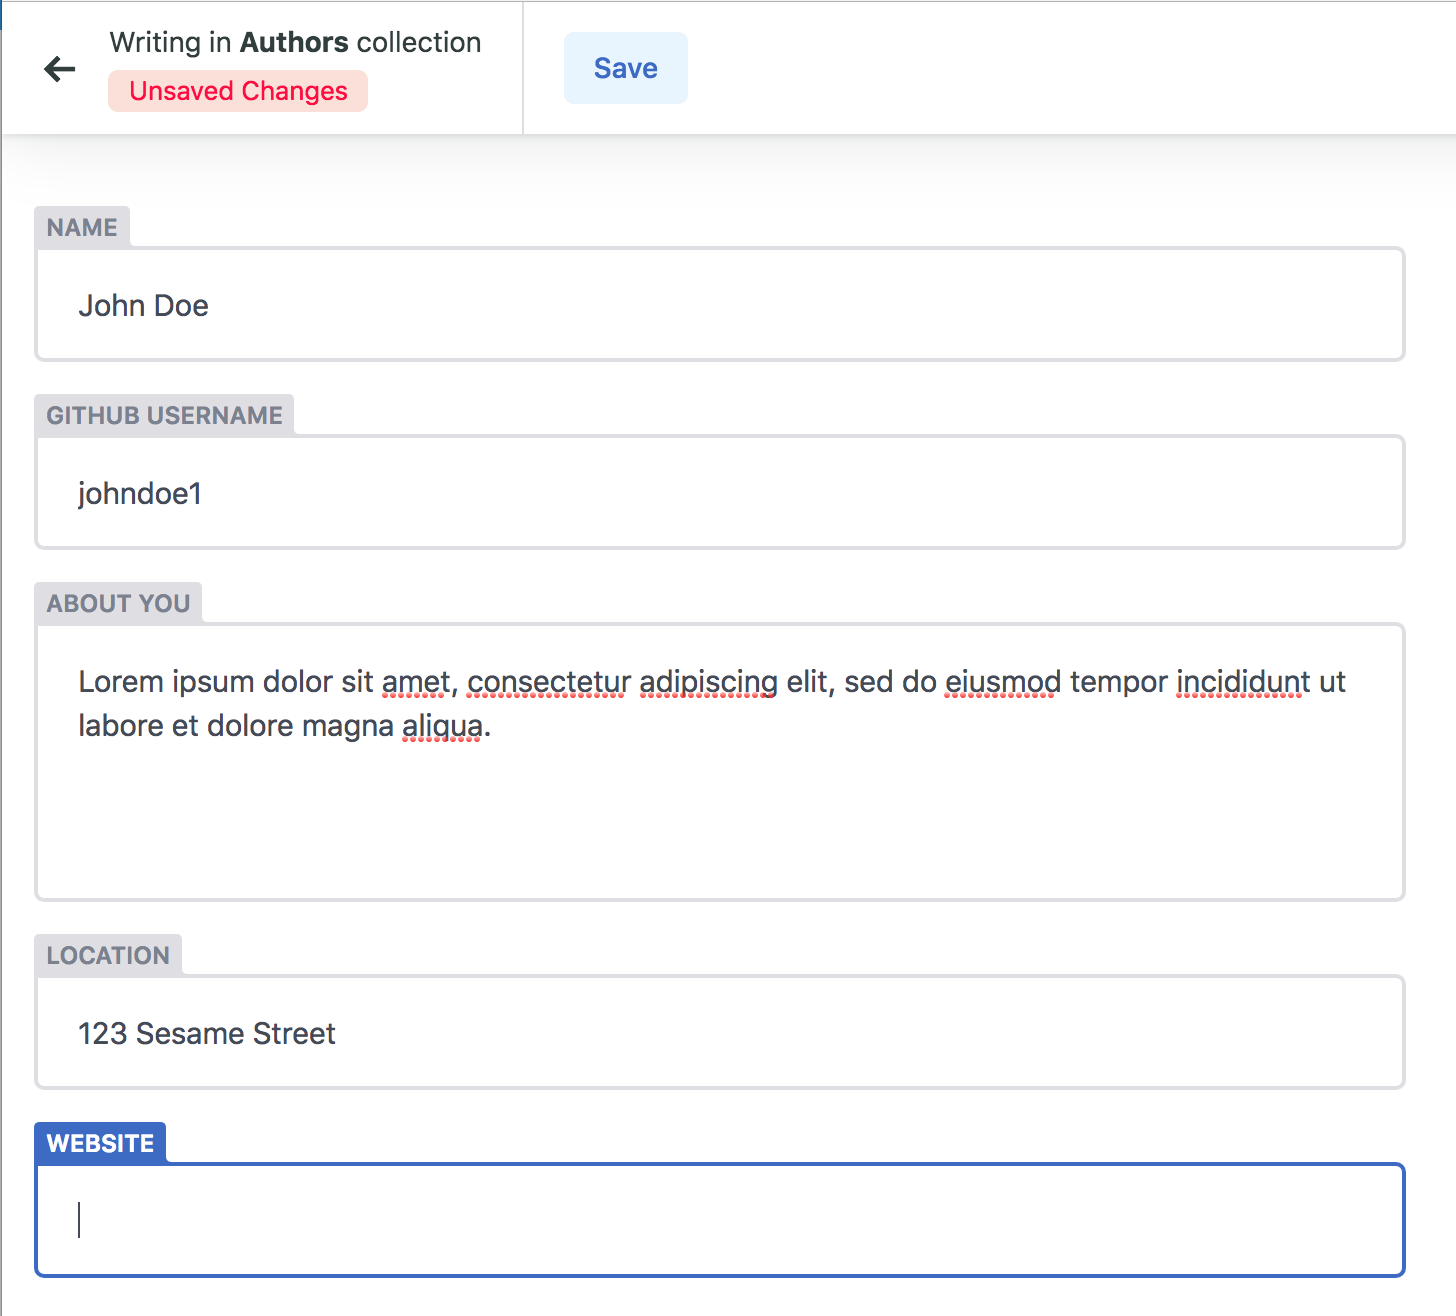 Writing in Authors collection
Unsaved Changes
Save
NAME
John Doe
GITHUB USERNAME
johndoe1
ABOUT YOU
Lorem ipsum dolor sit amet, consectetur adipiscing elit, sed do eiusmod tempor incididunt ut
labore et dolore magna aliqua.
LOCATION
123 Sesame Street
WEBSITE